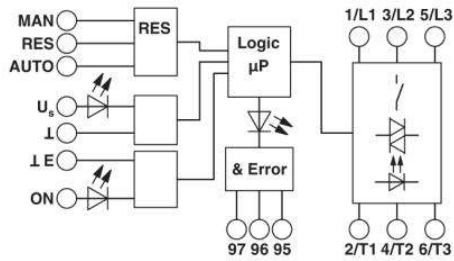 MAN
RES
AUTO
RES
Us
⊥
⊥ E
ON
Logic
µP
& Error
97 96 95
1/L1 3/L2 5/L3
2/T1 4/T2 6/T3